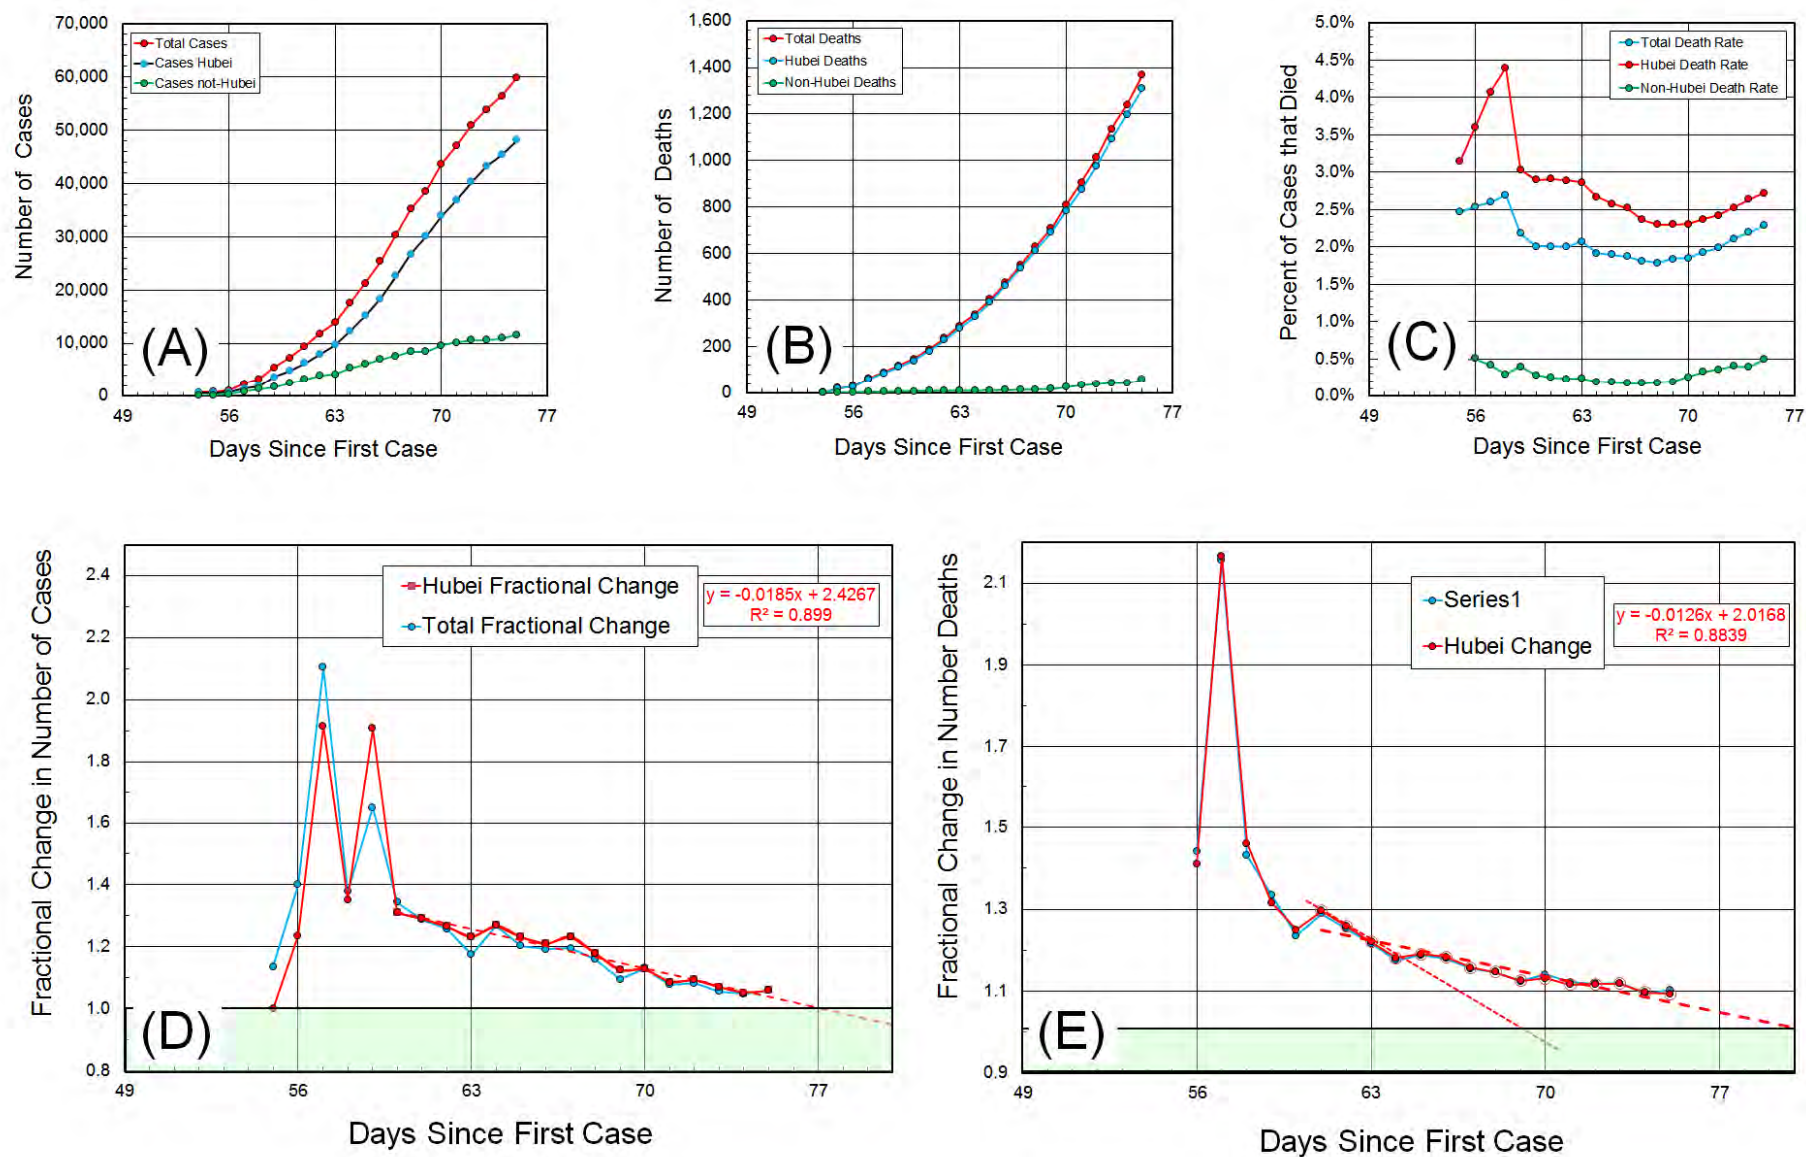 70,000
60,000
50,000
40,000
30,000
20,000
10,000
0
Number of Cases
Total Cases
Cases Hubei
Cases not-Hubei
(A)
49 56 63 70 77
Days Since First Case
1,600
1,400
1,200
1,000
800
600
400
200
0
Number of Deaths
Total Deaths
Hubei Deaths
Non-Hubei Deaths
(B)
49 56 63 70 77
Days Since First Case
5.0%
4.5%
4.0%
3.5%
3.0%
2.5%
2.0%
1.5%
1.0%
0.5%
0.0%
Percent of Cases that Died
Total Death Rate
Hubei Death Rate
Non-Hubei Death Rate
(C)
49 56 63 70 77
Days Since First Case
2.4
2.2
2.0
1.8
1.6
1.4
1.2
1.0
0.8
Fractional Change in Number of Cases
Hubei Fractional Change
Total Fractional Change
y = -0.0185x + 2.4267
R² = 0.899
(D)
49 56 63 70 77
Days Since First Case
2.1
1.9
1.7
1.5
1.3
1.1
0.9
Fractional Change in Number Deaths
Series1
Hubei Change
y = -0.0126x + 2.0168
R² = 0.8839
(E)
49 56 63 70 77
Days Since First Case